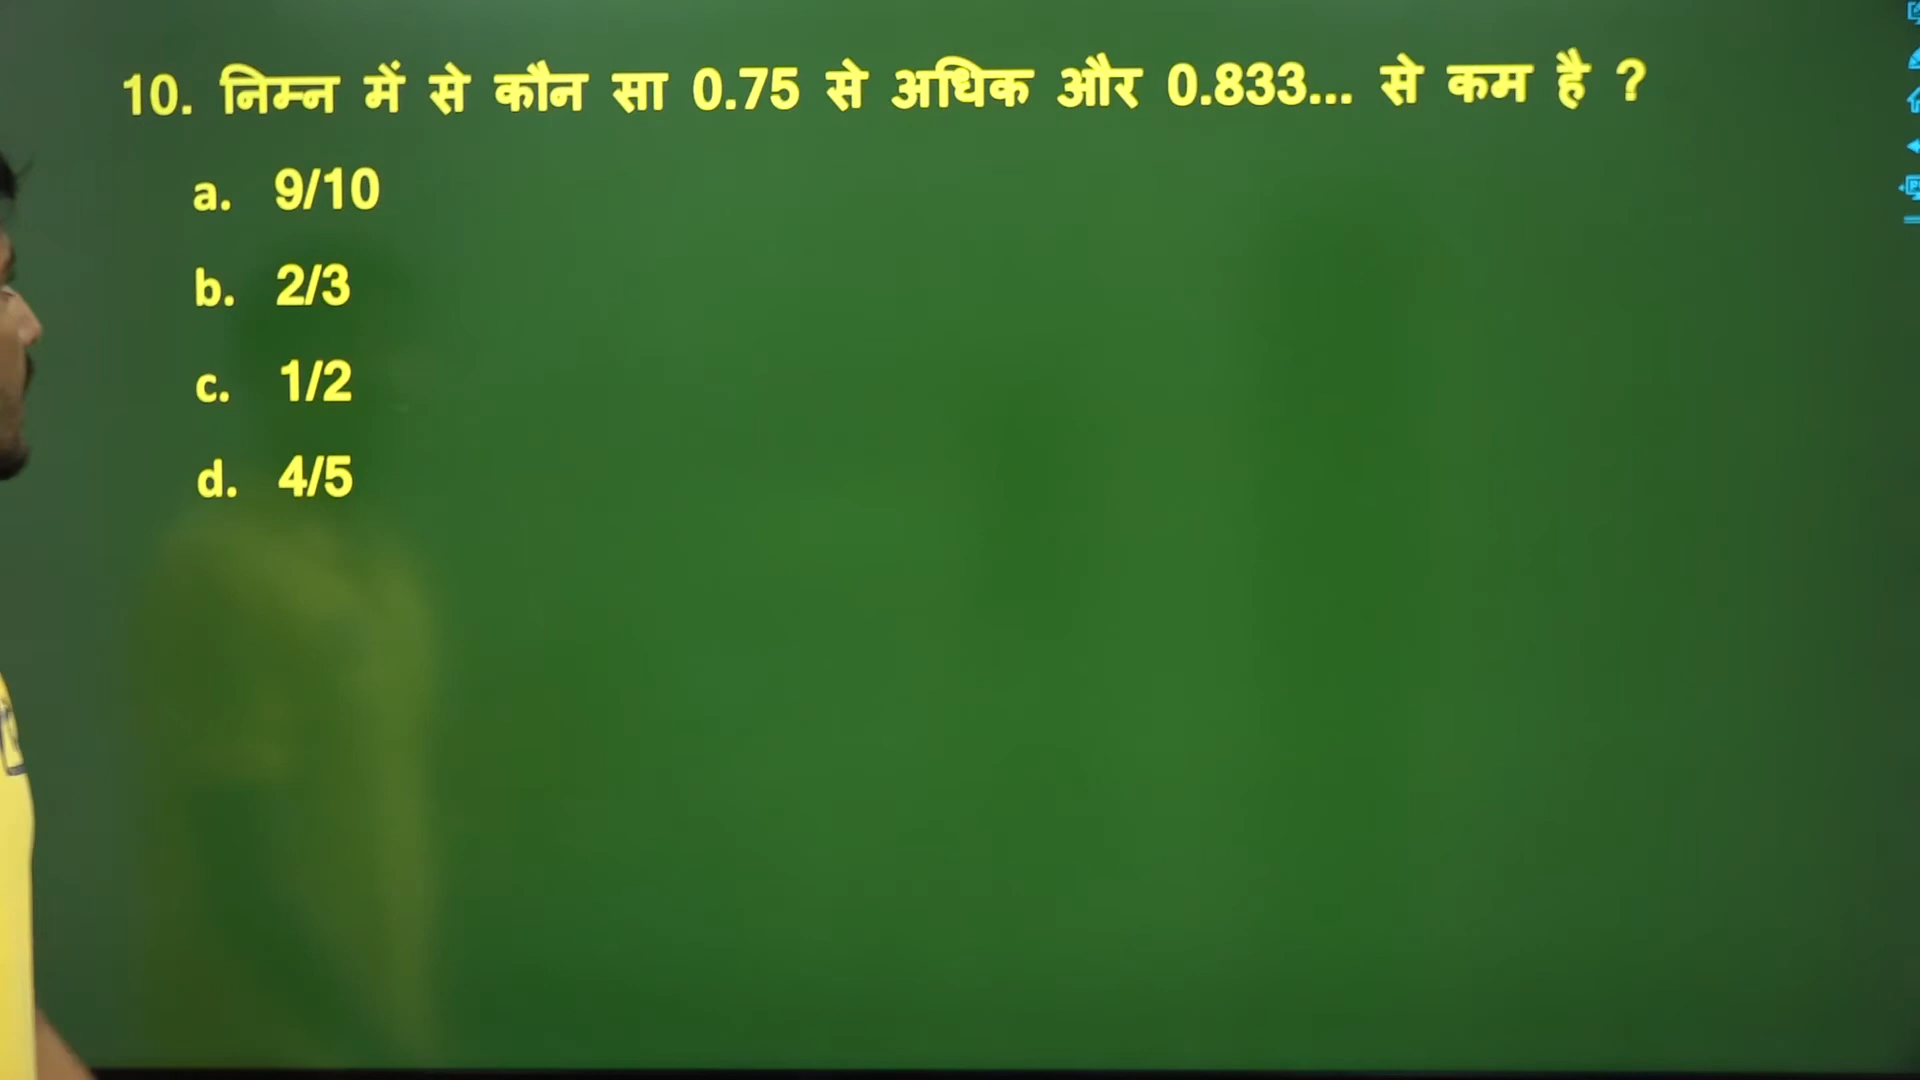 10. निम्न में से कौन सा 0.75 से अधिक और 0.833... से कम है ?
a. 9/10
b. 2/3
c. 1/2
d. 4/5